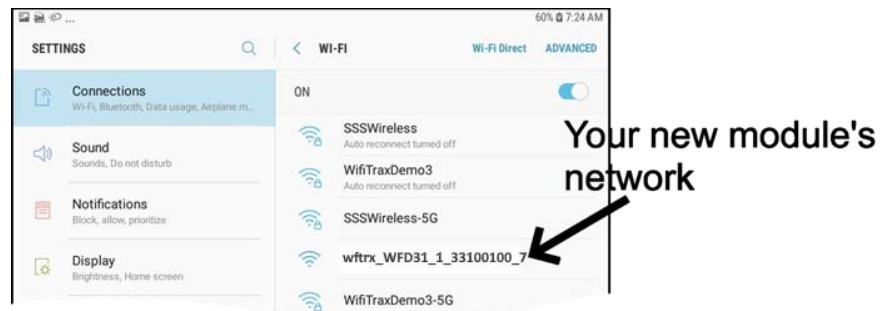 ... 60% 7:24 AM
SETTINGS
Connections
Wi-Fi, Bluetooth, Data usage, Airplane m...
Sound
Sounds, Do not disturb
Notifications
Block, allow, prioritize
Display
Brightness, Home screen
WI-FI Wi-Fi Direct ADVANCED
ON
SSSWireless
Auto reconnect turned off
WifiTraxDemo3
Auto reconnect turned off
SSSWireless-5G
wftrx_WFD31_1_33100100_7
WifiTraxDemo3-5G
Your new module's
network